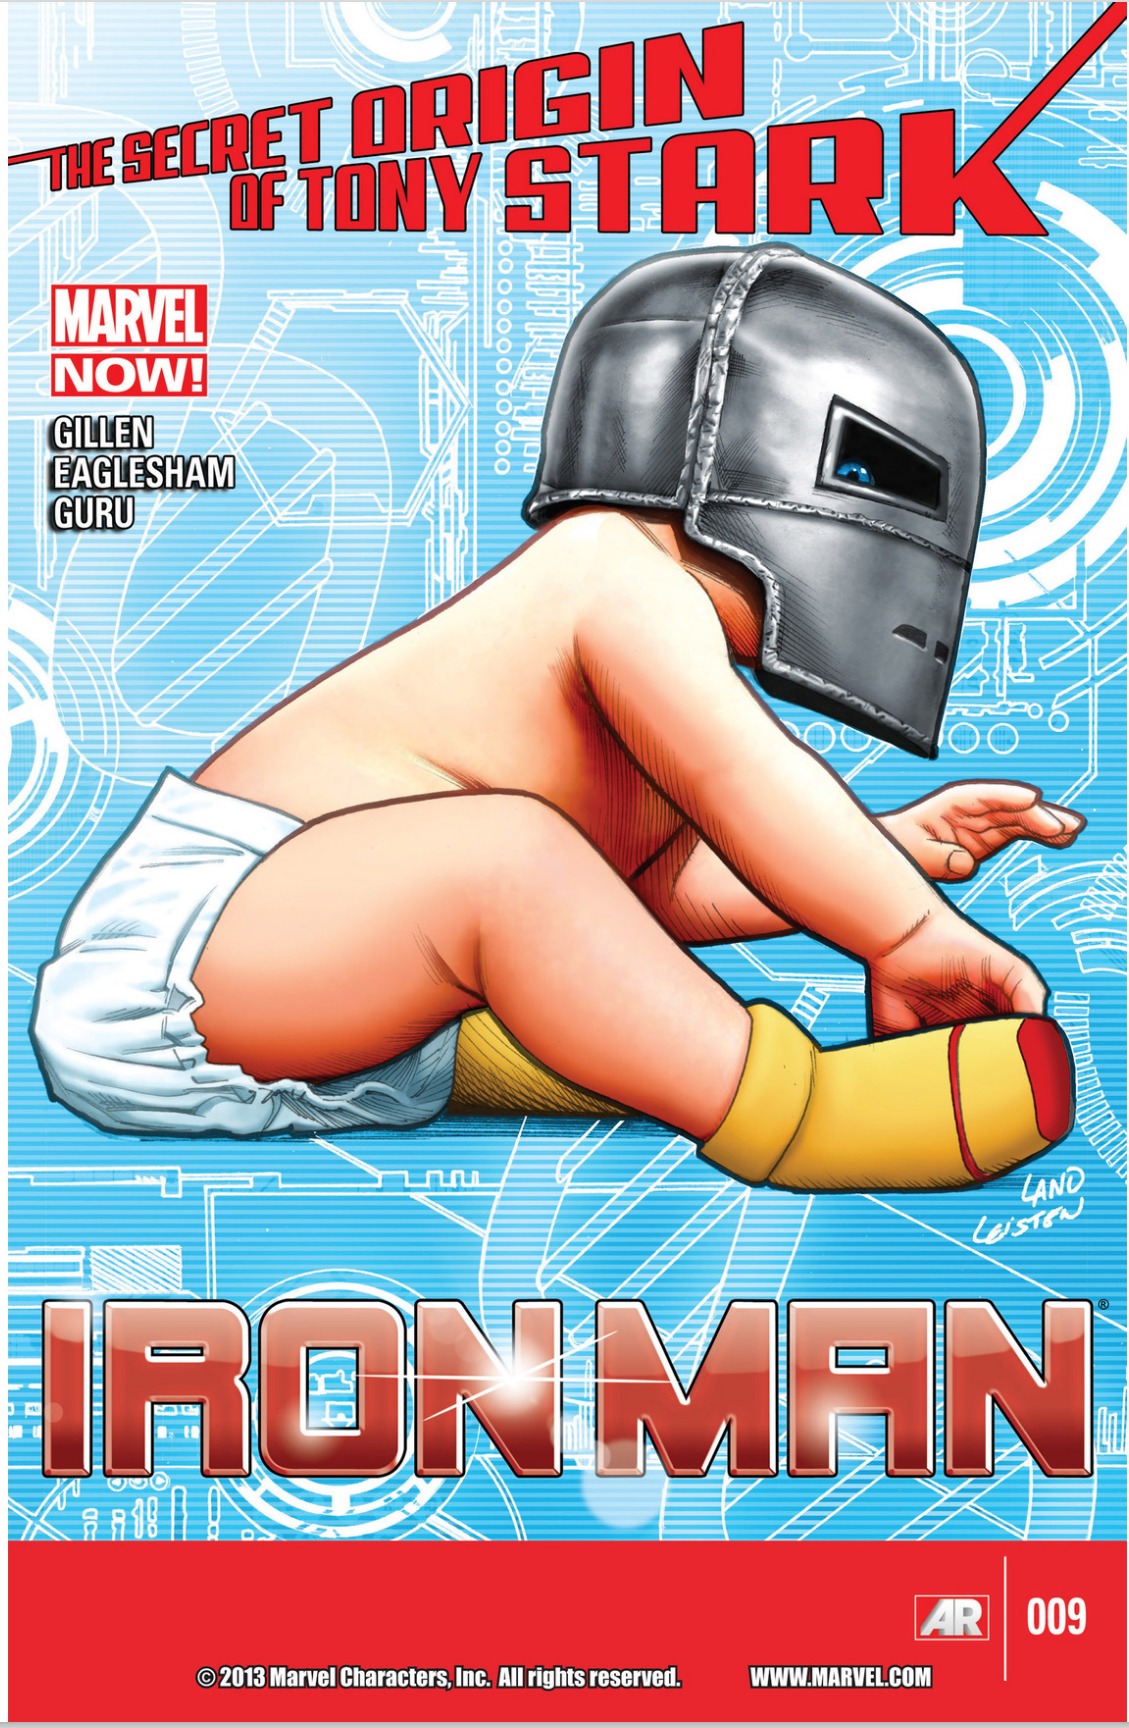 THE SECRET ORIGIN
OF TONY STARK
MARVEL
NOW!
GILLEN
EAGLESHAM
GURU
LAND
LEISTEN
IRON MAN®
AR
009
© 2013 Marvel Characters, Inc. All rights reserved.
WWW.MARVEL.COM